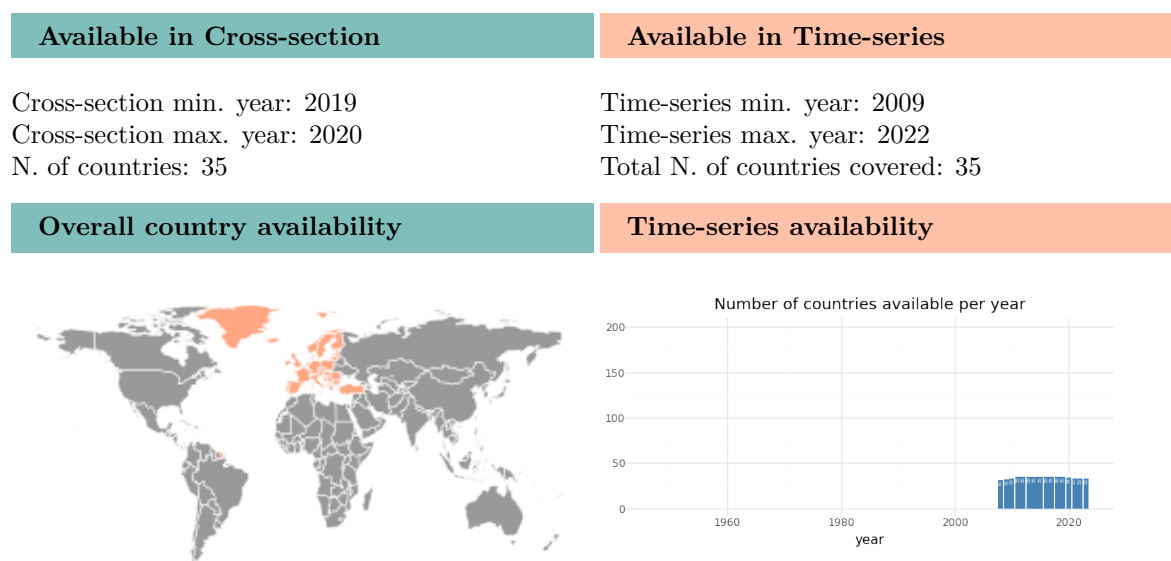 Available in Cross-section
Cross-section min. year: 2019
Cross-section max. year: 2020
N. of countries: 35
Available in Time-series
Time-series min. year: 2009
Time-series max. year: 2022
Total N. of countries covered: 35
Overall country availability
Time-series availability
Number of countries available per year
200
150
100
50
0
1960 1980 2000 2020
year